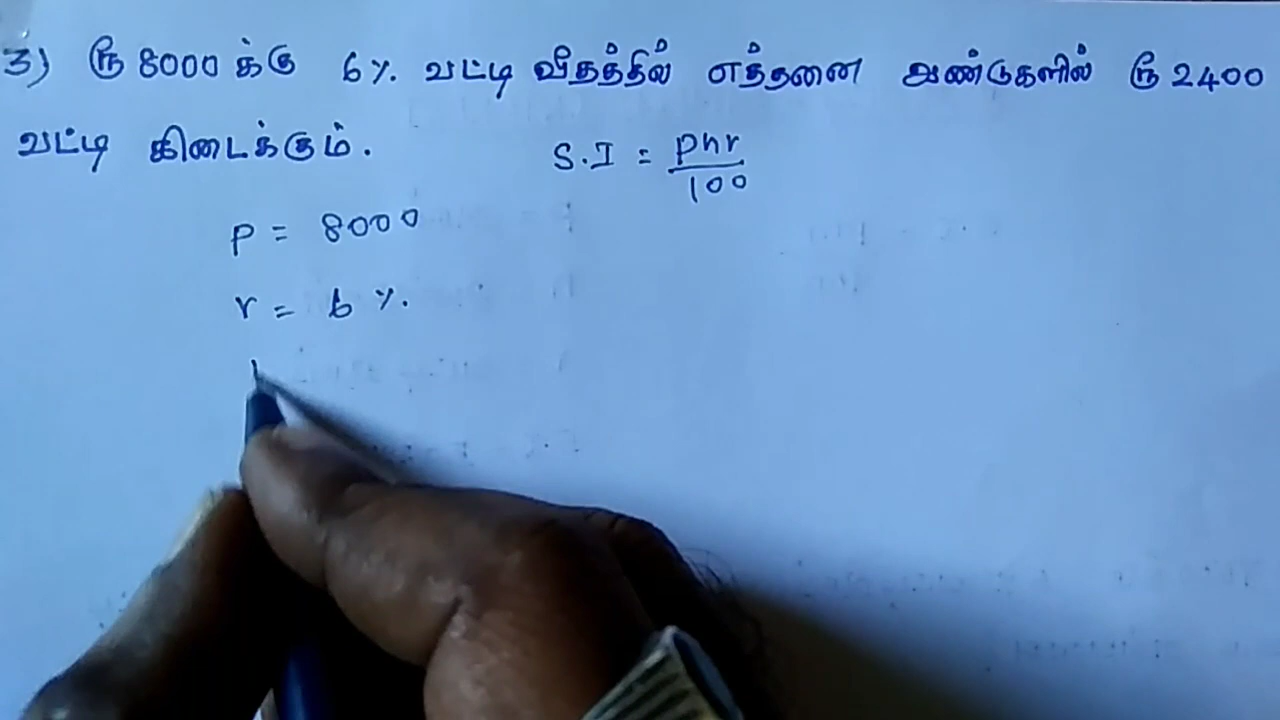 3) ரூ 8000 க்கு 6%. வட்டி வீதத்தில் எத்தனை ஆண்டுகளில் ரூ 2400
வட்டி கிடைக்கும்.
S.I = pnr/100
P = 8000
r = 6 %.